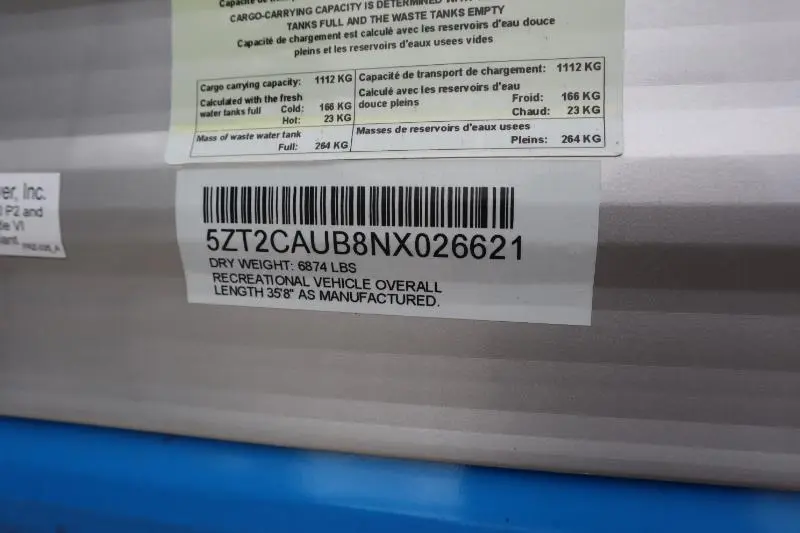 CARGO-CARRYING CAPACITY IS DETERMINED
TANKS FULL AND THE WASTE TANKS EMPTY
Capacité de chargement est calculé avec les reservoirs d'eau douce
pleins et les reservoirs d'eaux usees vides
Cargo carrying capacity: 1112 KG
Calculated with the fresh
water tanks full Cold: 166 KG
Hot: 23 KG
Mass of waste water tank
Full: 264 KG
Capacité de transport de chargement: 1112 KG
Calculé avec les reservoirs d'eau
douce pleins Froid: 166 KG
Chaud: 23 KG
Masses de reservoirs d'eaux usees
Pleins: 264 KG
ver, Inc.
P2 and
le VI
iant.
5ZT2CAUB8NX026621
DRY WEIGHT: 6874 LBS
RECREATIONAL VEHICLE OVERALL
LENGTH 35'8" AS MANUFACTURED.